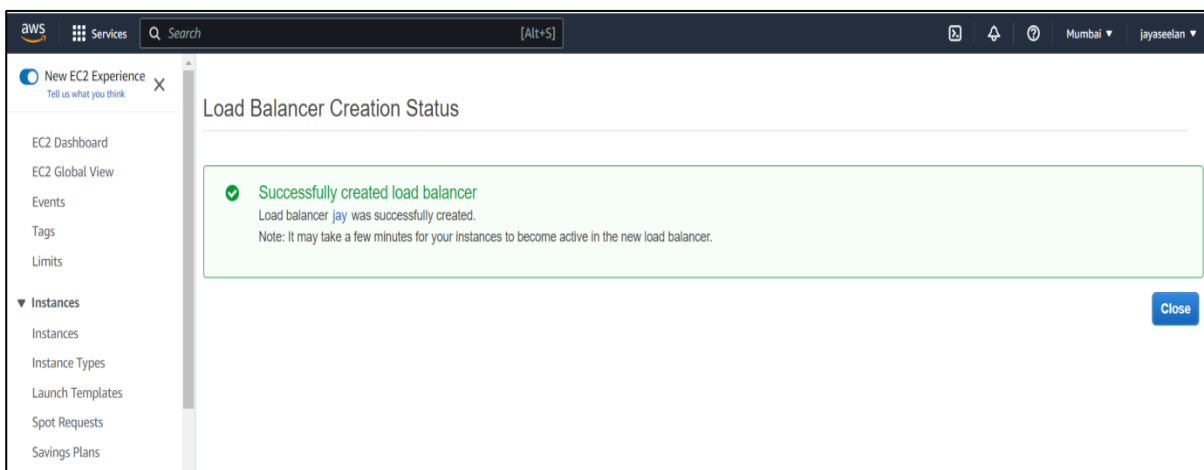 aws Services Search [Alt+S] Mumbai ▼ jayaseelan ▼
New EC2 Experience
Tell us what you think
EC2 Dashboard
EC2 Global View
Events
Tags
Limits
▼ Instances
Instances
Instance Types
Launch Templates
Spot Requests
Savings Plans
Load Balancer Creation Status
Successfully created load balancer
Load balancer jay was successfully created.
Note: It may take a few minutes for your instances to become active in the new load balancer.
Close